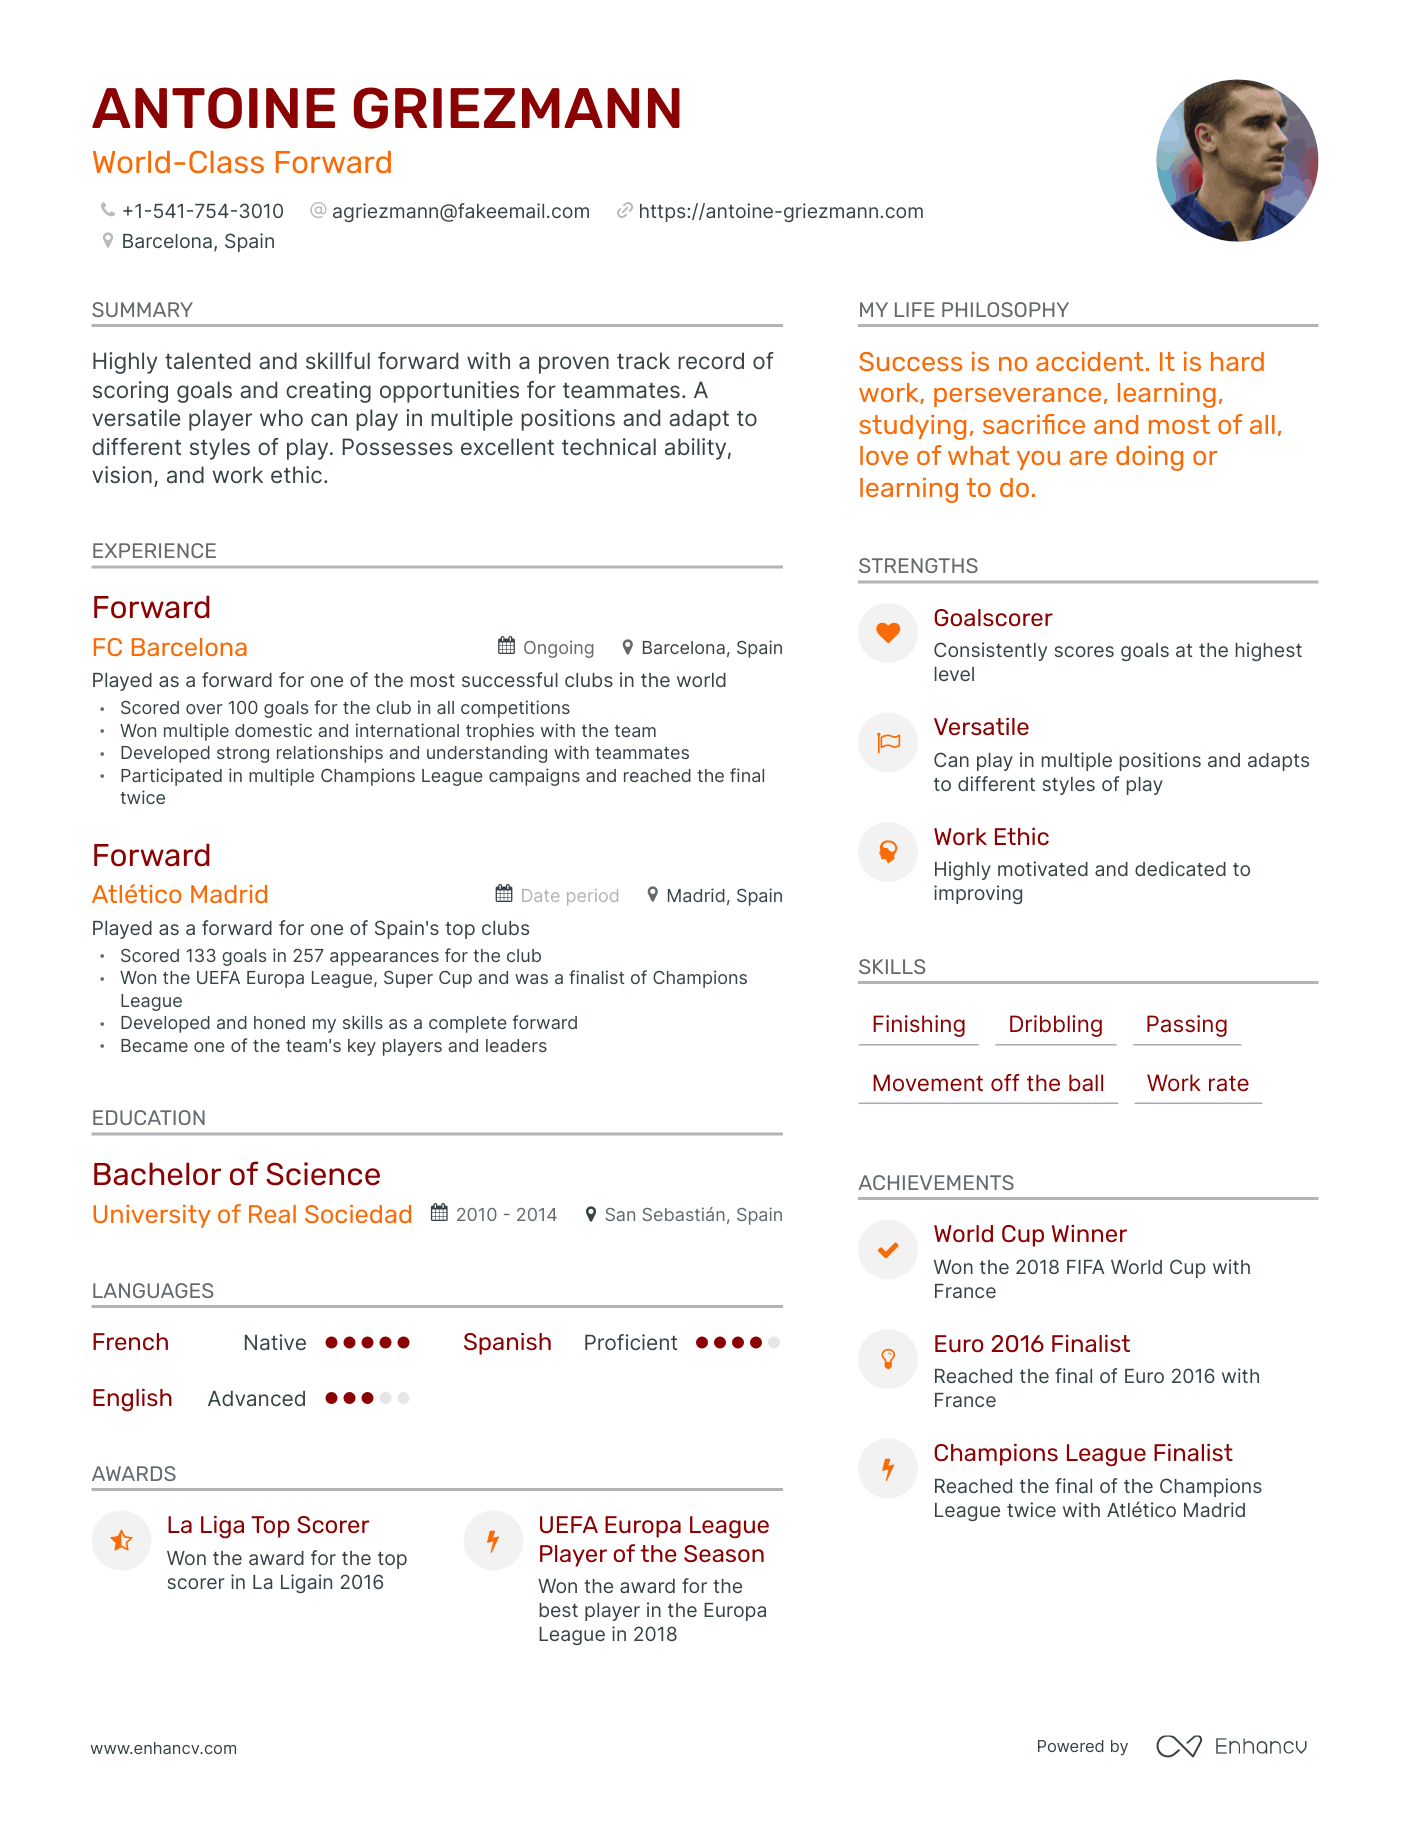 ANTOINE GRIEZMANN
World-Class Forward
+1-541-754-3010 @ agriezmann@fakeemail.com https://antoine-griezmann.com
Barcelona, Spain
SUMMARY
Highly talented and skillful forward with a proven track record of
scoring goals and creating opportunities for teammates. A
versatile player who can play in multiple positions and adapt to
different styles of play. Possesses excellent technical ability,
vision, and work ethic.
EXPERIENCE
Forward
FC Barcelona Ongoing Barcelona, Spain
Played as a forward for one of the most successful clubs in the world
• Scored over 100 goals for the club in all competitions
• Won multiple domestic and international trophies with the team
• Developed strong relationships and understanding with teammates
• Participated in multiple Champions League campaigns and reached the final
twice
Forward
Atlético Madrid Date period Madrid, Spain
Played as a forward for one of Spain's top clubs
• Scored 133 goals in 257 appearances for the club
• Won the UEFA Europa League, Super Cup and was a finalist of Champions
League
• Developed and honed my skills as a complete forward
• Became one of the team's key players and leaders
EDUCATION
Bachelor of Science
University of Real Sociedad 2010 - 2014 San Sebastián, Spain
LANGUAGES
French Native Spanish Proficient
English Advanced
AWARDS
La Liga Top Scorer
Won the award for the top
scorer in La Ligain 2016
UEFA Europa League
Player of the Season
Won the award for the
best player in the Europa
League in 2018
MY LIFE PHILOSOPHY
Success is no accident. It is hard
work, perseverance, learning,
studying, sacrifice and most of all,
love of what you are doing or
learning to do.
STRENGTHS
Goalscorer
Consistently scores goals at the highest
level
Versatile
Can play in multiple positions and adapts
to different styles of play
Work Ethic
Highly motivated and dedicated to
improving
SKILLS
Finishing Dribbling Passing
Movement off the ball Work rate
ACHIEVEMENTS
World Cup Winner
Won the 2018 FIFA World Cup with
France
Euro 2016 Finalist
Reached the final of Euro 2016 with
France
Champions League Finalist
Reached the final of the Champions
League twice with Atlético Madrid
www.enhancv.com
Powered by Enhancv